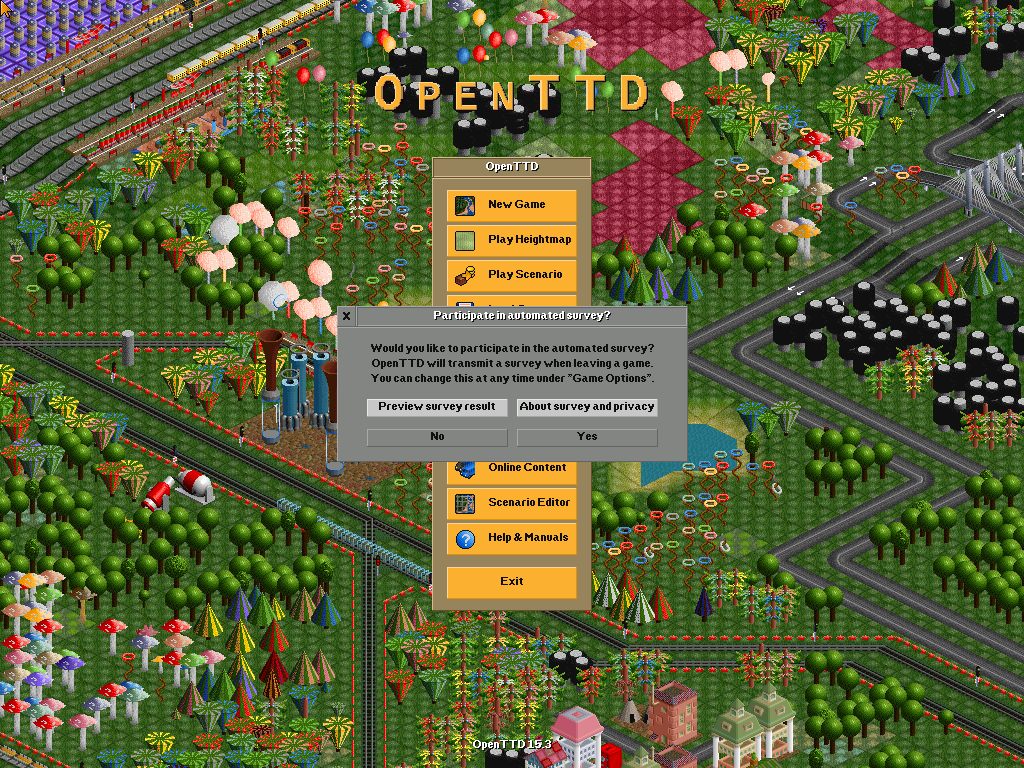 OpenTTD
OpenTTD
New Game
Play Heightmap
Play Scenario
Participate in automated survey?
Would you like to participate in the automated survey?
OpenTTD will transmit a survey when leaving a game.
You can change this at any time under "Game Options".
Preview survey result
About survey and privacy
No
Yes
Online Content
Scenario Editor
Help & Manuals
Exit
OpenTTD 15.3